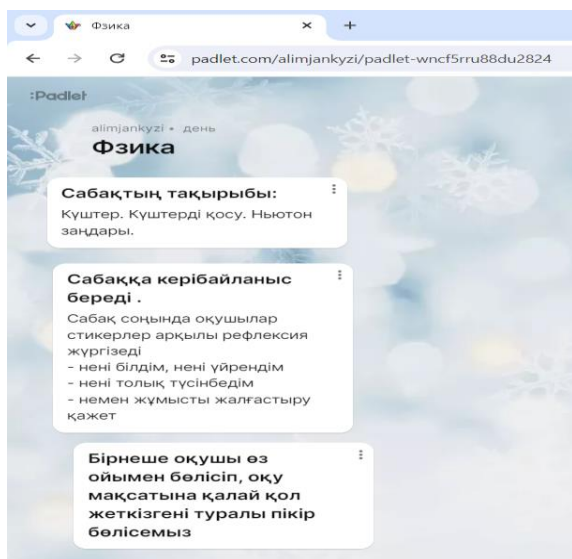 Фзика
padlet.com/alimjankyzi/padlet-wncf5rru88du2824
:Padlet
alimjankyzi • день
Фзика
Сабақтың тақырыбы:
Күштер. Күштерді қосу. Ньютон
заңдары.
Сабаққа керібайланыс
береді .
Сабақ соңында оқушылар
стикерлер арқылы рефлексия
жүргізеді
- нені білдім, нені үйрендім
- нені толық түсінбедім
- немен жұмысты жалғастыру
қажет
Бірнеше оқушы өз
ойымен бөлісіп, оқу
мақсатына қалай қол
жеткізгені туралы пікір
бөлісемыз